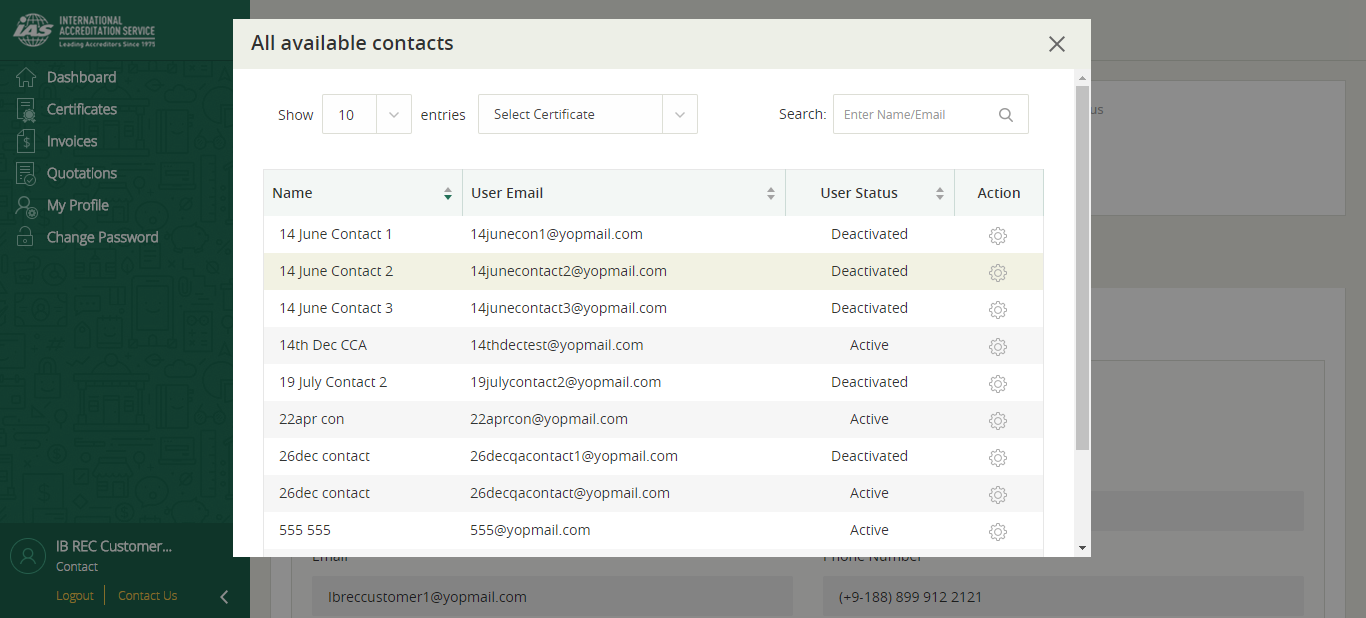 INTERNATIONAL
ACCREDITATION SERVICE
IAS
Leading Accreditors Since 1975
Dashboard
Certificates
Invoices
Quotations
My Profile
Change Password
IB REC Customer...
Contact
Logout
Contact Us
All available contacts
Show 10 entries Select Certificate Search: Enter Name/Email
Name User Email User Status Action
14 June Contact 1 14junecon1@yopmail.com Deactivated
14 June Contact 2 14junecontact2@yopmail.com Deactivated
14 June Contact 3 14junecontact3@yopmail.com Deactivated
14th Dec CCA 14thdectest@yopmail.com Active
19 July Contact 2 19julycontact2@yopmail.com Deactivated
22apr con 22aprcon@yopmail.com Active
26dec contact 26decqacontact1@yopmail.com Deactivated
26dec contact 26decqacontact@yopmail.com Active
555 555 555@yopmail.com Active
us
Email Phone Number
Ibreccustomer1@yopmail.com (+9-188) 899 912 2121